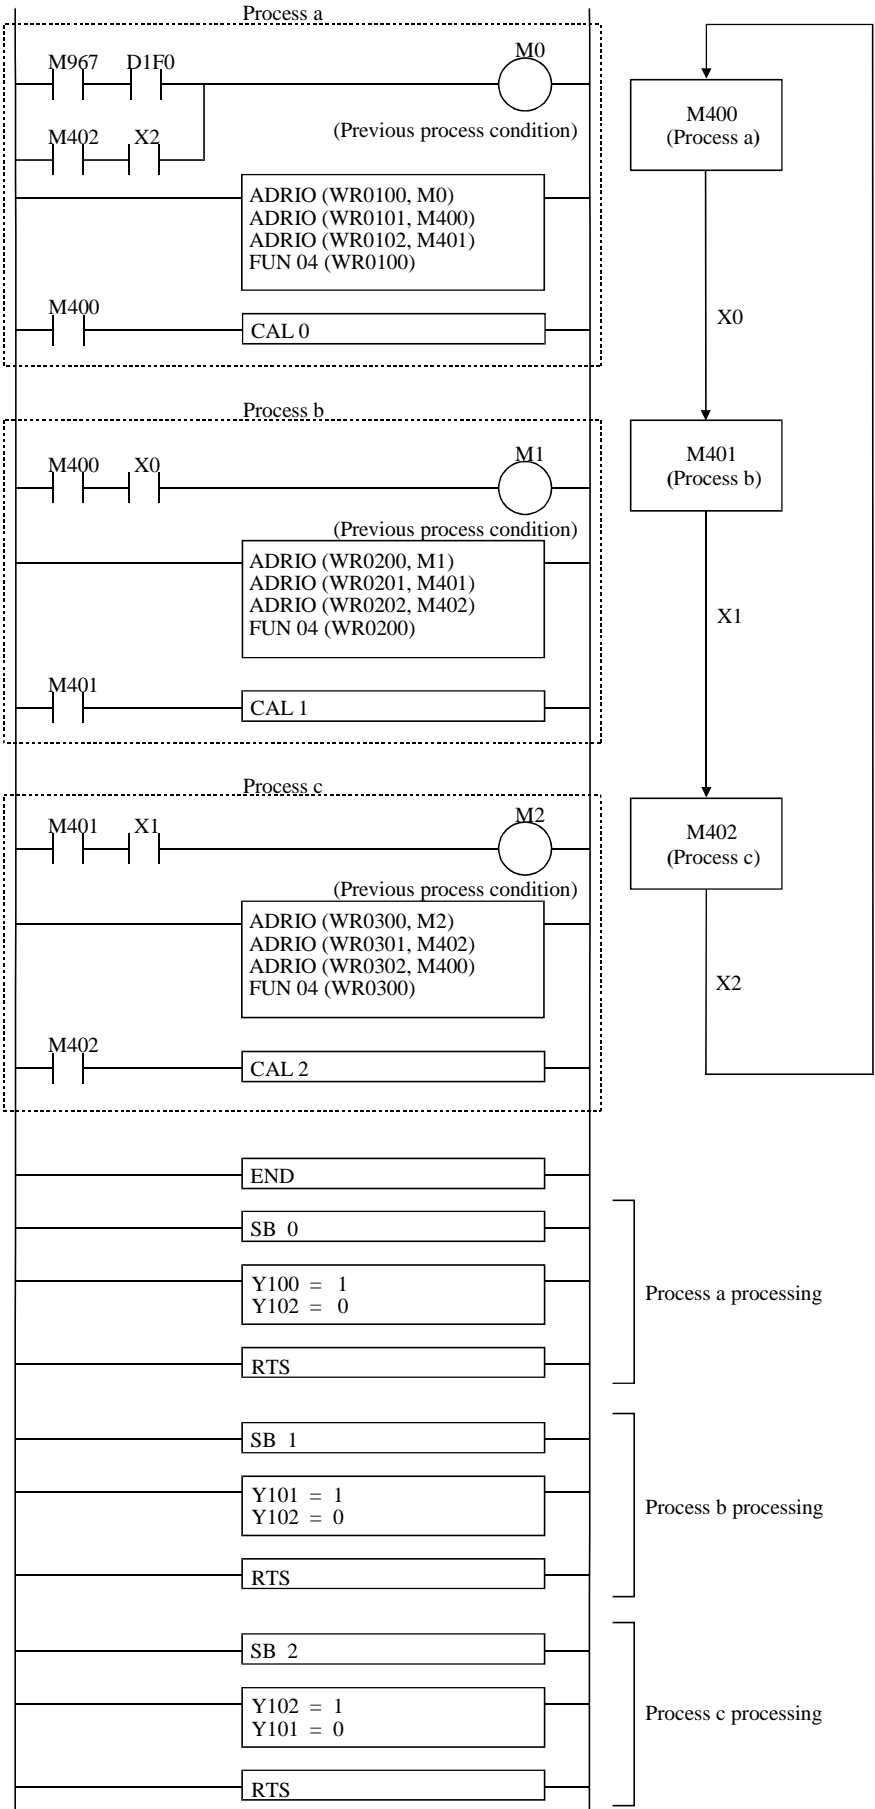 Process a
M967 D1F0 M0
(Previous process condition)
M402 X2
ADRIO (WR0100, M0)
ADRIO (WR0101, M400)
ADRIO (WR0102, M401)
FUN 04 (WR0100)
M400
CAL 0
Process b
M400 X0 M1
(Previous process condition)
ADRIO (WR0200, M1)
ADRIO (WR0201, M401)
ADRIO (WR0202, M402)
FUN 04 (WR0200)
M401
CAL 1
Process c
M401 X1 M2
(Previous process condition)
ADRIO (WR0300, M2)
ADRIO (WR0301, M402)
ADRIO (WR0302, M400)
FUN 04 (WR0300)
M402
CAL 2
END
SB 0
Y100 = 1
Y102 = 0
RTS
SB 1
Y101 = 1
Y102 = 0
RTS
SB 2
Y102 = 1
Y101 = 0
RTS
M400
(Process a)
X0
M401
(Process b)
X1
M402
(Process c)
X2
Process a processing
Process b processing
Process c processing